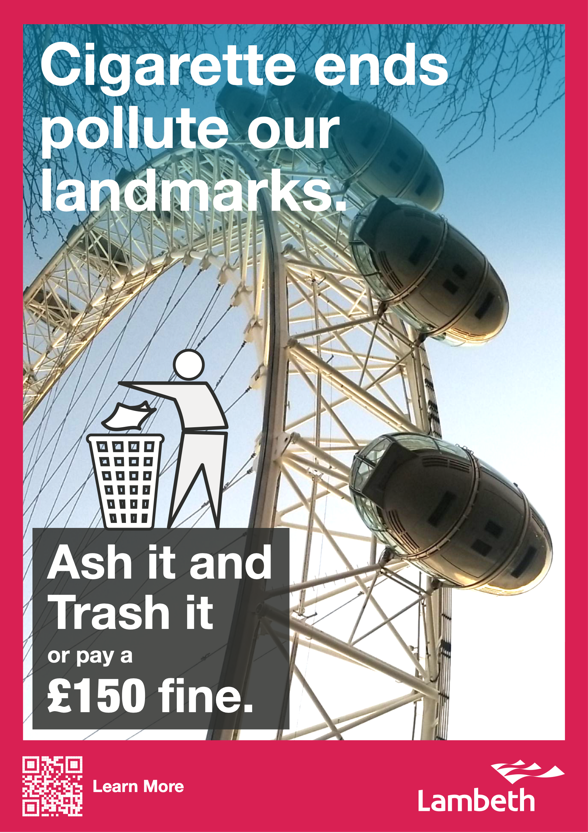 Cigarette ends
pollute our
landmarks.
Ash it and
Trash it
or pay a
£150 fine.
Learn More
Lambeth